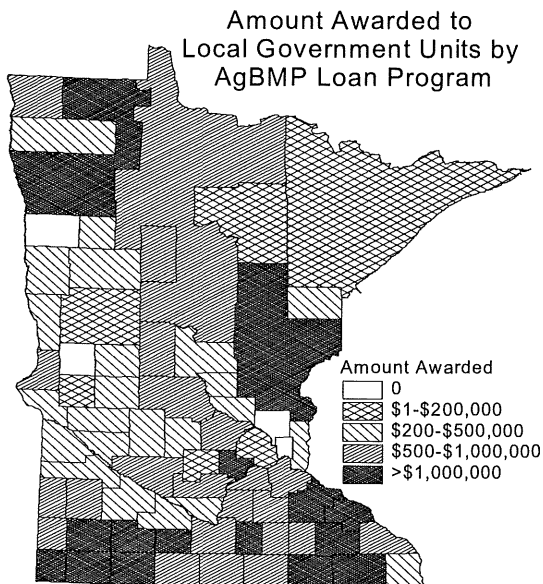 Amount Awarded to
Local Government Units by
AgBMP Loan Program
Amount Awarded
0
$1-$200,000
$200-$500,000
$500-$1,000,000
>$1,000,000